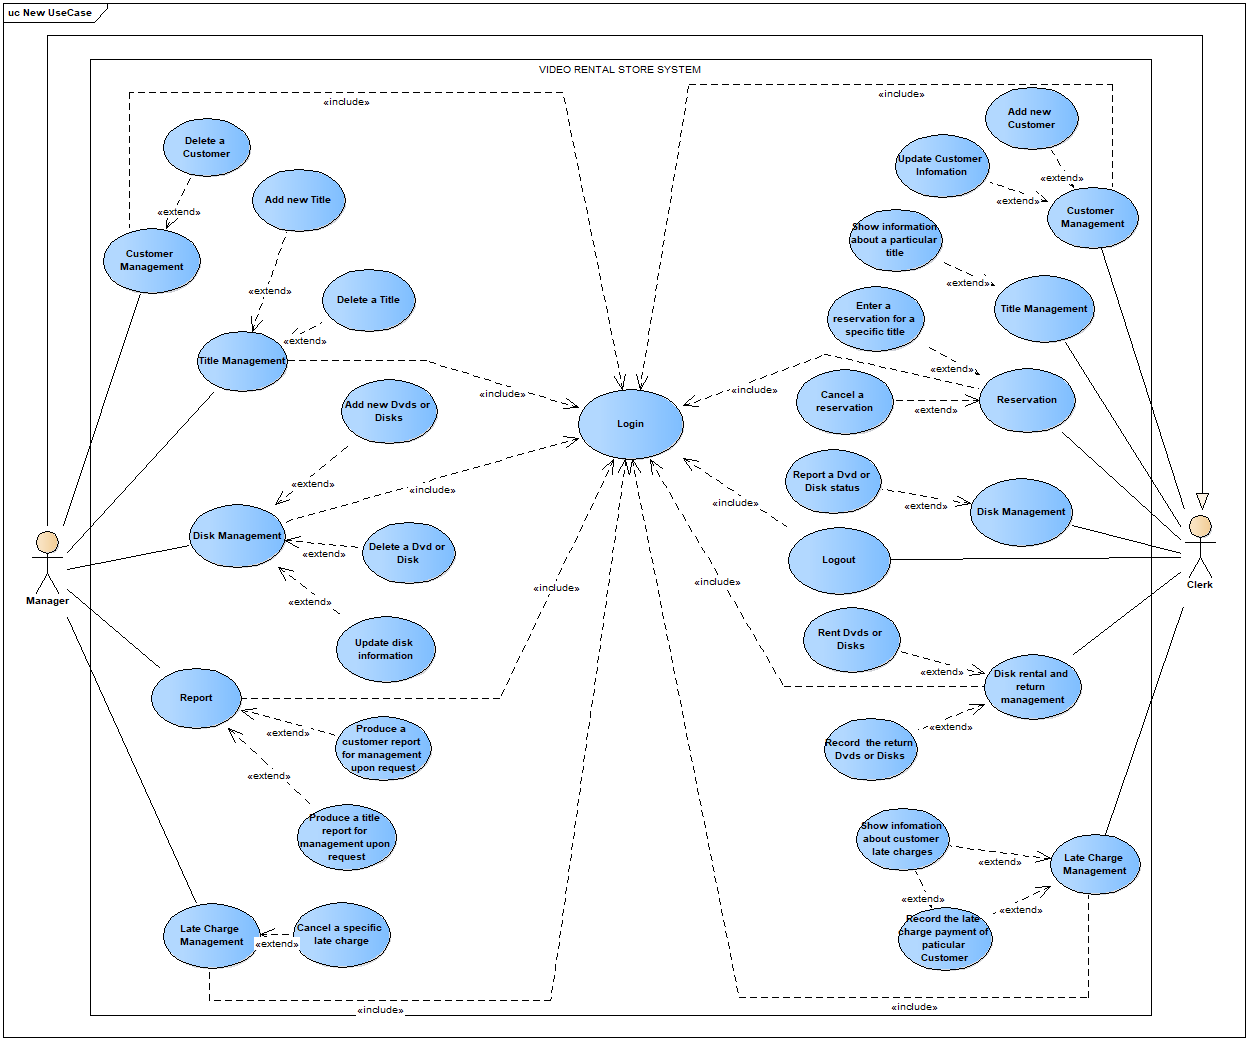 uc New UseCase
VIDEO RENTAL STORE SYSTEM
«include»
«include»
Delete a
Customer
«extend»
Customer
Management
Add new Title
«extend»
Delete a Title
«extend»
Title Management
«include»
Add new Dvds or
Disks
«extend»
Disk Management
«include»
Delete a Dvd or
Disk
«extend»
Update disk
information
«extend»
Manager
Report
«include»
Produce a
customer report
for management
upon request
«extend»
Produce a title
report for
management upon
request
«extend»
Late Charge
Management
Cancel a specific
late charge
«extend»
«include»
Login
Add new
Customer
«extend»
Update Customer
Infomation
«extend»
Customer
Management
Show information
about a particular
title
«extend»
Title Management
Enter a
reservation for a
specific title
«extend»
Cancel a
reservation
«extend»
Reservation
«include»
Report a Dvd or
Disk status
«extend»
Disk Management
«include»
Logout
Clerk
«include»
Rent Dvds or
Disks
«extend»
Disk rental and
return
management
Record the return
Dvds or Disks
«extend»
Show infomation
about customer
late charges
«extend»
Late Charge
Management
«extend»
«extend»
Record the late
charge payment of
paticular
Customer
«include»